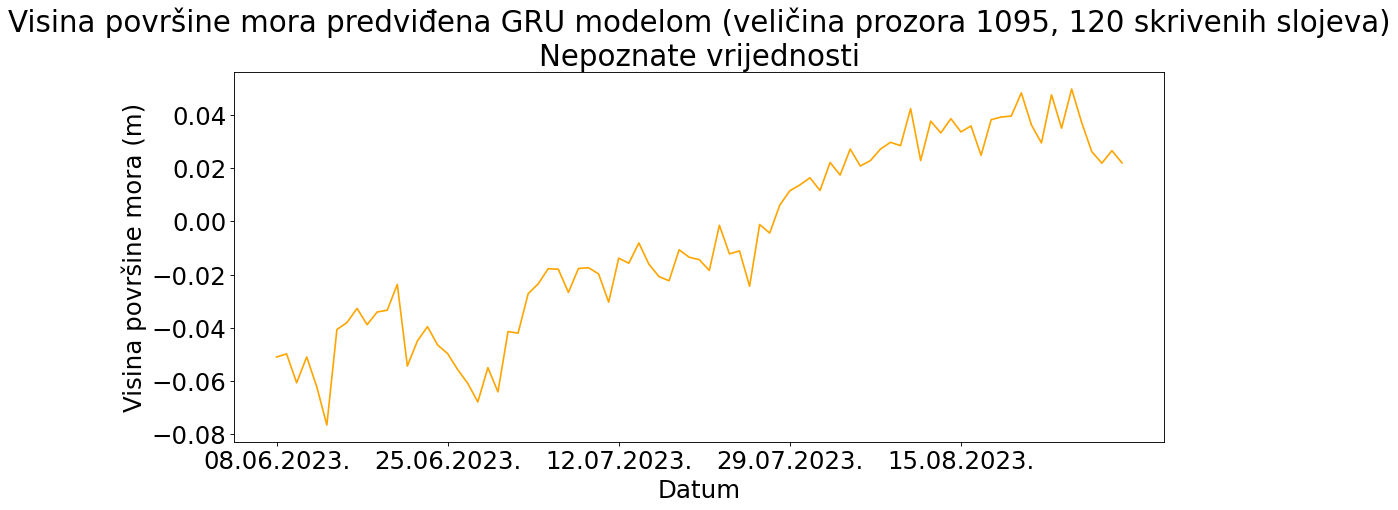 Visina površine mora predviđena GRU modelom (veličina prozora 1095, 120 skrivenih slojeva)
Nepoznate vrijednosti
Visina površine mora (m)
0.04
0.02
0.00
−0.02
−0.04
−0.06
−0.08
08.06.2023. 25.06.2023. 12.07.2023. 29.07.2023. 15.08.2023.
Datum